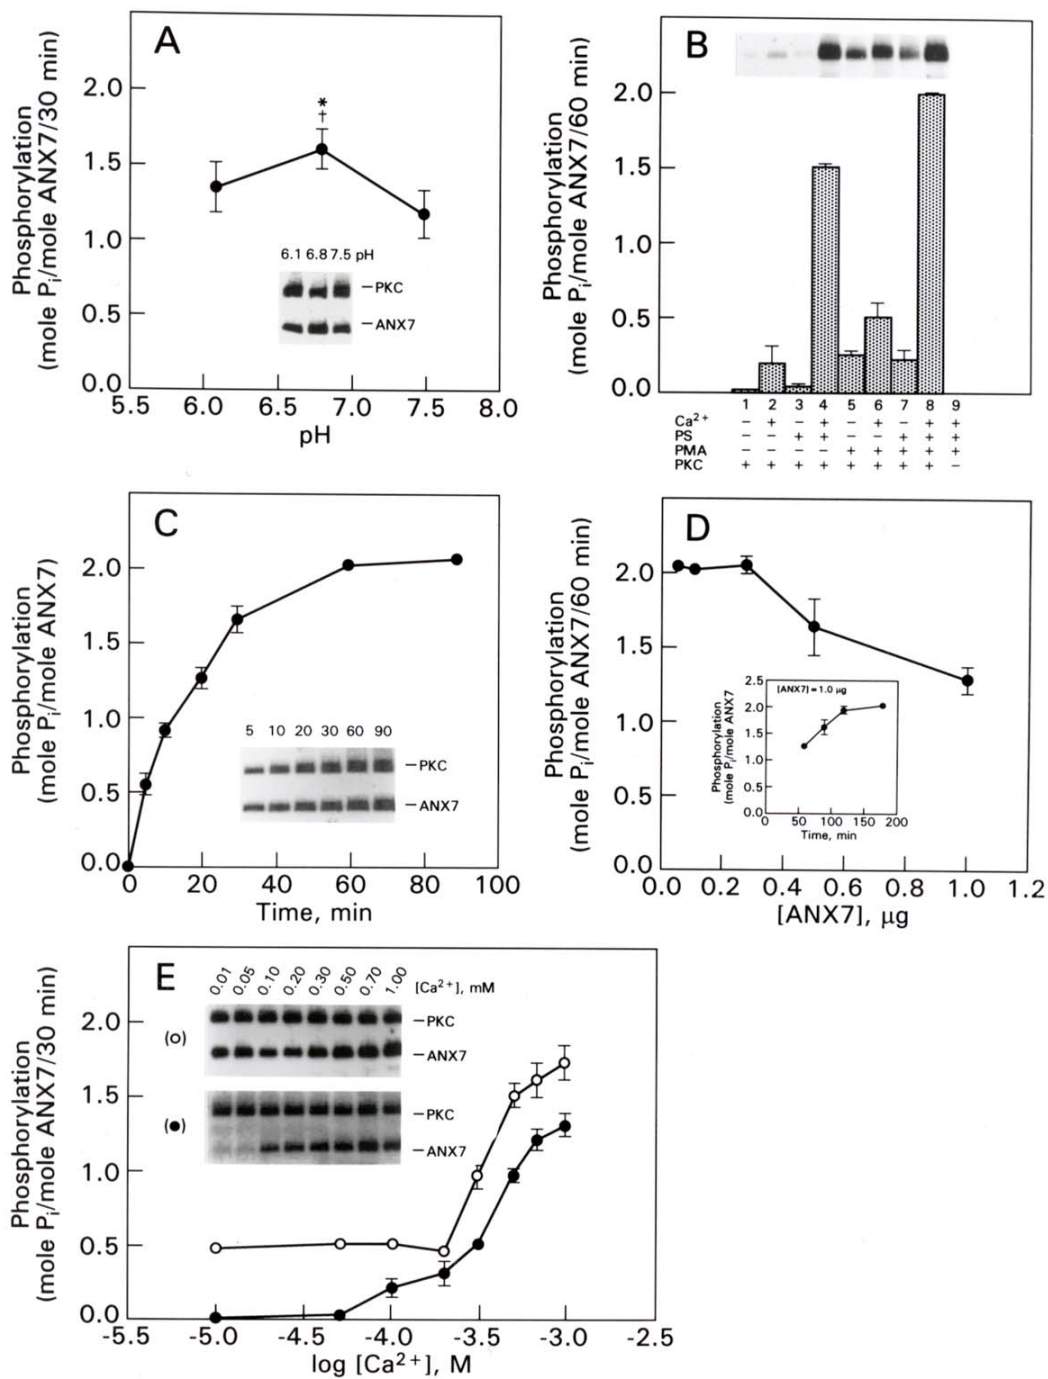 A
Phosphorylation
(mole Pi/mole ANX7/30 min)
2.0
1.5
1.0
0.5
0.0
* †
6.1 6.8 7.5 pH
PKC
ANX7
5.5 6.0 6.5 7.0 7.5 8.0
pH
B
Phosphorylation
(mole Pi/mole ANX7/60 min)
2.0
1.5
1.0
0.5
0.0
1 2 3 4 5 6 7 8 9
Ca2+ − + − + − + − + +
PS − − + + − − + + +
PMA − − − − + + + + +
PKC + + + + + + + + −
C
Phosphorylation
(mole Pi/mole ANX7)
2.0
1.5
1.0
0.5
0.0
5 10 20 30 60 90
PKC
ANX7
0 20 40 60 80 100
Time, min
D
Phosphorylation
(mole Pi/mole ANX7/60 min)
2.0
1.5
1.0
0.5
0.0
[ANX7] = 1.0 µg
Phosphorylation
(mole Pi/mole ANX7
2.5
2.0
1.5
1.0
0.5
0.0
0 50 100 150 200
Time, min
0.0 0.2 0.4 0.6 0.8 1.0 1.2
[ANX7], µg
E
Phosphorylation
(mole Pi/mole ANX7/30 min)
2.0
1.5
1.0
0.5
0.0
0.01 0.05 0.10 0.20 0.30 0.50 0.70 1.00 [Ca2+], mM
(○)
PKC
ANX7
(●)
PKC
ANX7
-5.5 -5.0 -4.5 -4.0 -3.5 -3.0 -2.5
log [Ca2+], M